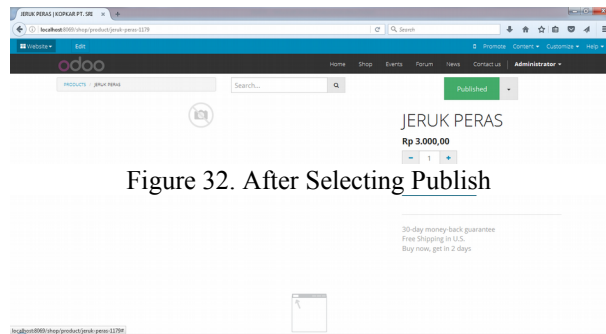 JERUK PERAS | KOPKAR PT. SRI
localhost:8069/shop/product/jeruk-peras-1179
Search
Website Edit Promote Content Customize Help
odoo Home Shop Events Forum News Contact us Administrator
PRODUCTS / JERUK PERAS Search... Published
JERUK PERAS
Rp 3.000,00
- 1 +
Figure 32. After Selecting Publish
30-day money-back guarantee
Free Shipping in U.S.
Buy now, get in 2 days
localhost:8069/shop/product/jeruk-peras-1179#